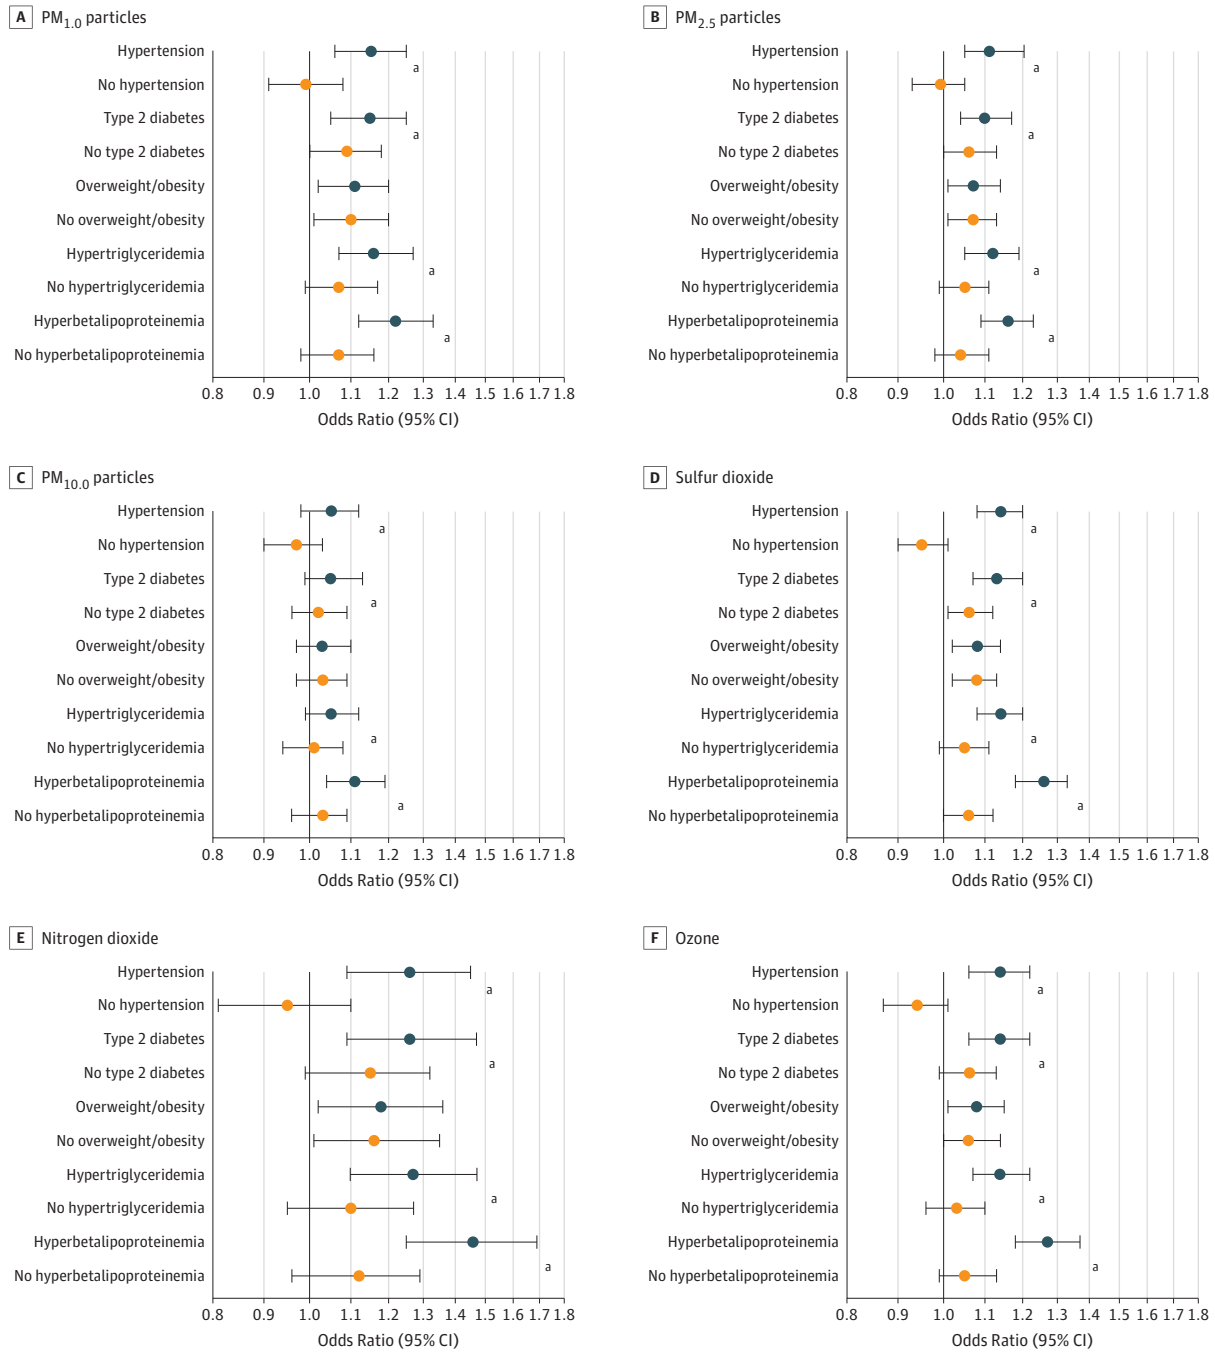 A PM1.0 particles
Hypertension
a
No hypertension
Type 2 diabetes
a
No type 2 diabetes
Overweight/obesity
No overweight/obesity
Hypertriglyceridemia
a
No hypertriglyceridemia
Hyperbetalipoproteinemia
a
No hyperbetalipoproteinemia
0.8 0.9 1.0 1.1 1.2 1.3 1.4 1.5 1.6 1.7 1.8
Odds Ratio (95% CI)
B PM2.5 particles
Hypertension
a
No hypertension
Type 2 diabetes
a
No type 2 diabetes
Overweight/obesity
No overweight/obesity
Hypertriglyceridemia
a
No hypertriglyceridemia
Hyperbetalipoproteinemia
a
No hyperbetalipoproteinemia
0.8 0.9 1.0 1.1 1.2 1.3 1.4 1.5 1.6 1.7 1.8
Odds Ratio (95% CI)
C PM10.0 particles
Hypertension
a
No hypertension
Type 2 diabetes
a
No type 2 diabetes
Overweight/obesity
No overweight/obesity
Hypertriglyceridemia
a
No hypertriglyceridemia
Hyperbetalipoproteinemia
a
No hyperbetalipoproteinemia
0.8 0.9 1.0 1.1 1.2 1.3 1.4 1.5 1.6 1.7 1.8
Odds Ratio (95% CI)
D Sulfur dioxide
Hypertension
a
No hypertension
Type 2 diabetes
a
No type 2 diabetes
Overweight/obesity
No overweight/obesity
Hypertriglyceridemia
a
No hypertriglyceridemia
Hyperbetalipoproteinemia
a
No hyperbetalipoproteinemia
0.8 0.9 1.0 1.1 1.2 1.3 1.4 1.5 1.6 1.7 1.8
Odds Ratio (95% CI)
E Nitrogen dioxide
Hypertension
a
No hypertension
Type 2 diabetes
a
No type 2 diabetes
Overweight/obesity
No overweight/obesity
Hypertriglyceridemia
a
No hypertriglyceridemia
Hyperbetalipoproteinemia
a
No hyperbetalipoproteinemia
0.8 0.9 1.0 1.1 1.2 1.3 1.4 1.5 1.6 1.7 1.8
Odds Ratio (95% CI)
F Ozone
Hypertension
a
No hypertension
Type 2 diabetes
a
No type 2 diabetes
Overweight/obesity
No overweight/obesity
Hypertriglyceridemia
a
No hypertriglyceridemia
Hyperbetalipoproteinemia
a
No hyperbetalipoproteinemia
0.8 0.9 1.0 1.1 1.2 1.3 1.4 1.5 1.6 1.7 1.8
Odds Ratio (95% CI)